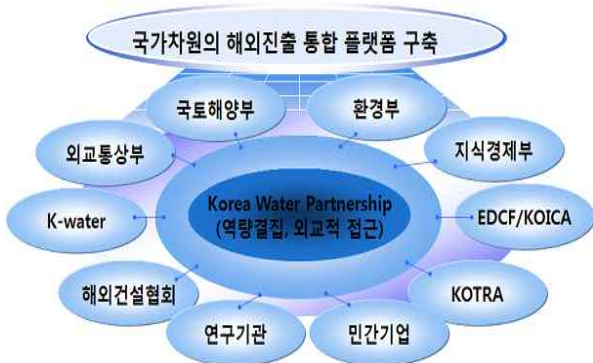 국가차원의 해외진출 통합 플랫폼 구축
국토해양부
환경부
외교통상부
지식경제부
Korea Water Partnership
(역량결집, 외교적 접근)
K-water
EDCF/KOICA
해외건설협회
KOTRA
연구기관
민간기업